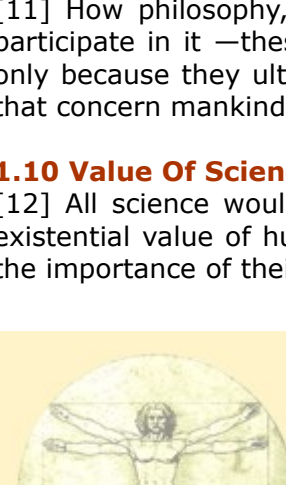 [11] How philosophy,
participate in it —thes
only because they ult
that concern mankind
1.10 Value Of Scien
[12] All science woul
existential value of hu
the importance of thei